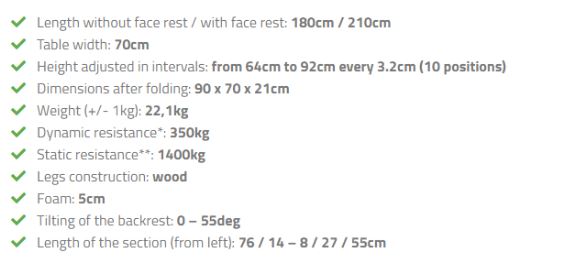 Length without face rest / with face rest: 180cm / 210cm
Table width: 70cm
Height adjusted in intervals: from 64cm to 92cm every 3.2cm (10 positions)
Dimensions after folding: 90 x 70 x 21cm
Weight (+/- 1kg): 22,1kg
Dynamic resistance*: 350kg
Static resistance**: 1400kg
Legs construction: wood
Foam: 5cm
Tilting of the backrest: 0 – 55deg
Length of the section (from left): 76 / 14 – 8 / 27 / 55cm